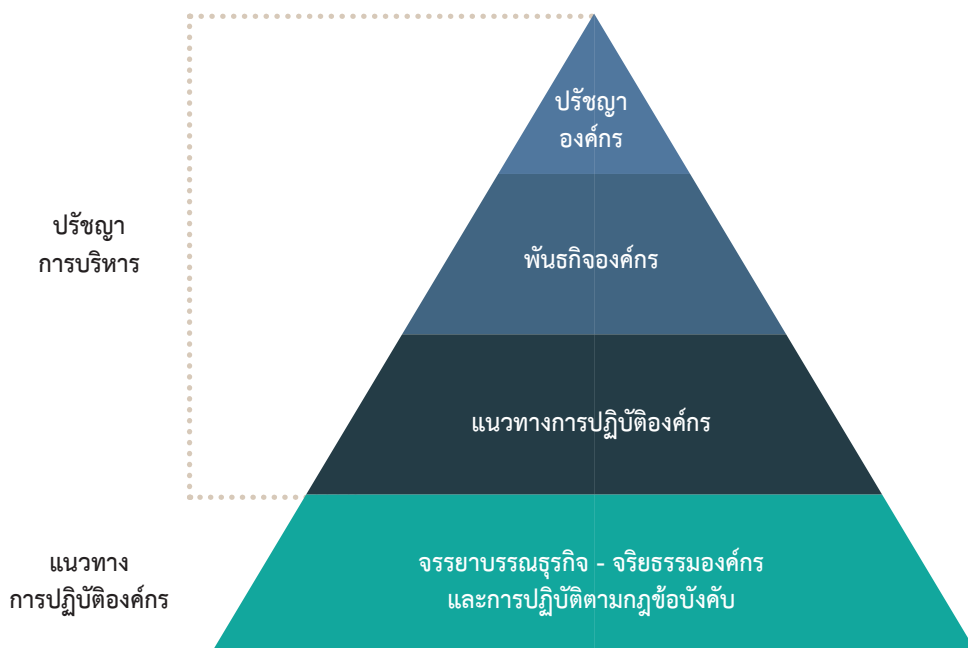 ปรัชญา
องค์กร
ปรัชญา
การบริหาร
พันธกิจองค์กร
แนวทางการปฏิบัติองค์กร
แนวทาง
การปฏิบัติองค์กร
จรรยาบรรณธุรกิจ - จริยธรรมองค์กร
และการปฏิบัติตามกฎข้อบังคับ